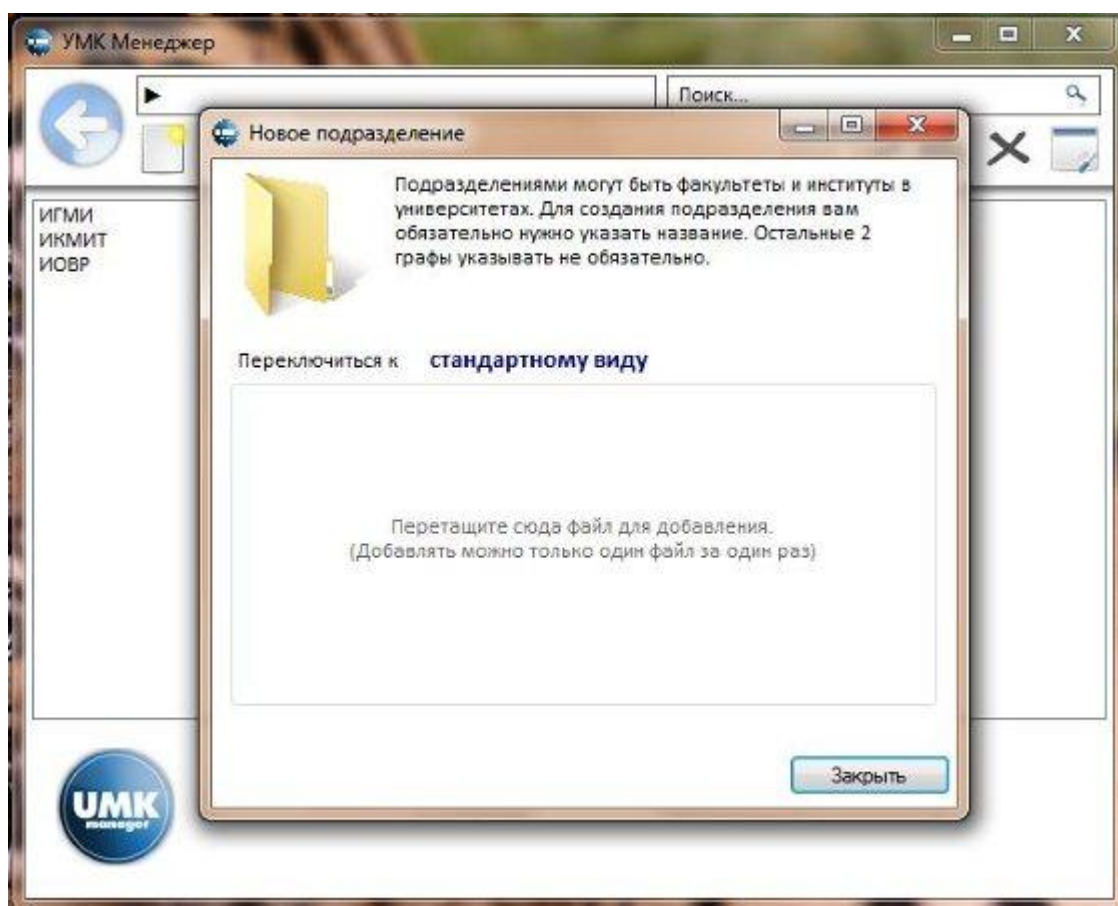 УМК Менеджер
Поиск...
Новое подразделение
Подразделениями могут быть факультеты и институты в
университетах. Для создания подразделения вам
обязательно нужно указать название. Остальные 2
графы указывать не обязательно.
ИГМИ
ИКМИТ
ИОВР
Переключиться к стандартному виду
Перетащите сюда файл для добавления.
(Добавлять можно только один файл за один раз)
Закрыть
UMK
manager